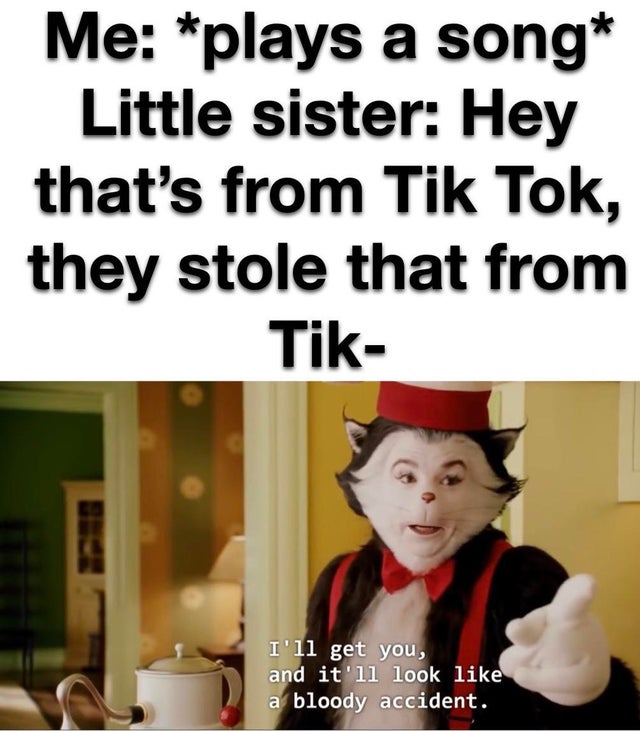 Me: *plays a song*
Little sister: Hey
that's from Tik Tok,
they stole that from
Tik-
I'll get you,
and it'll look like
a bloody accident.